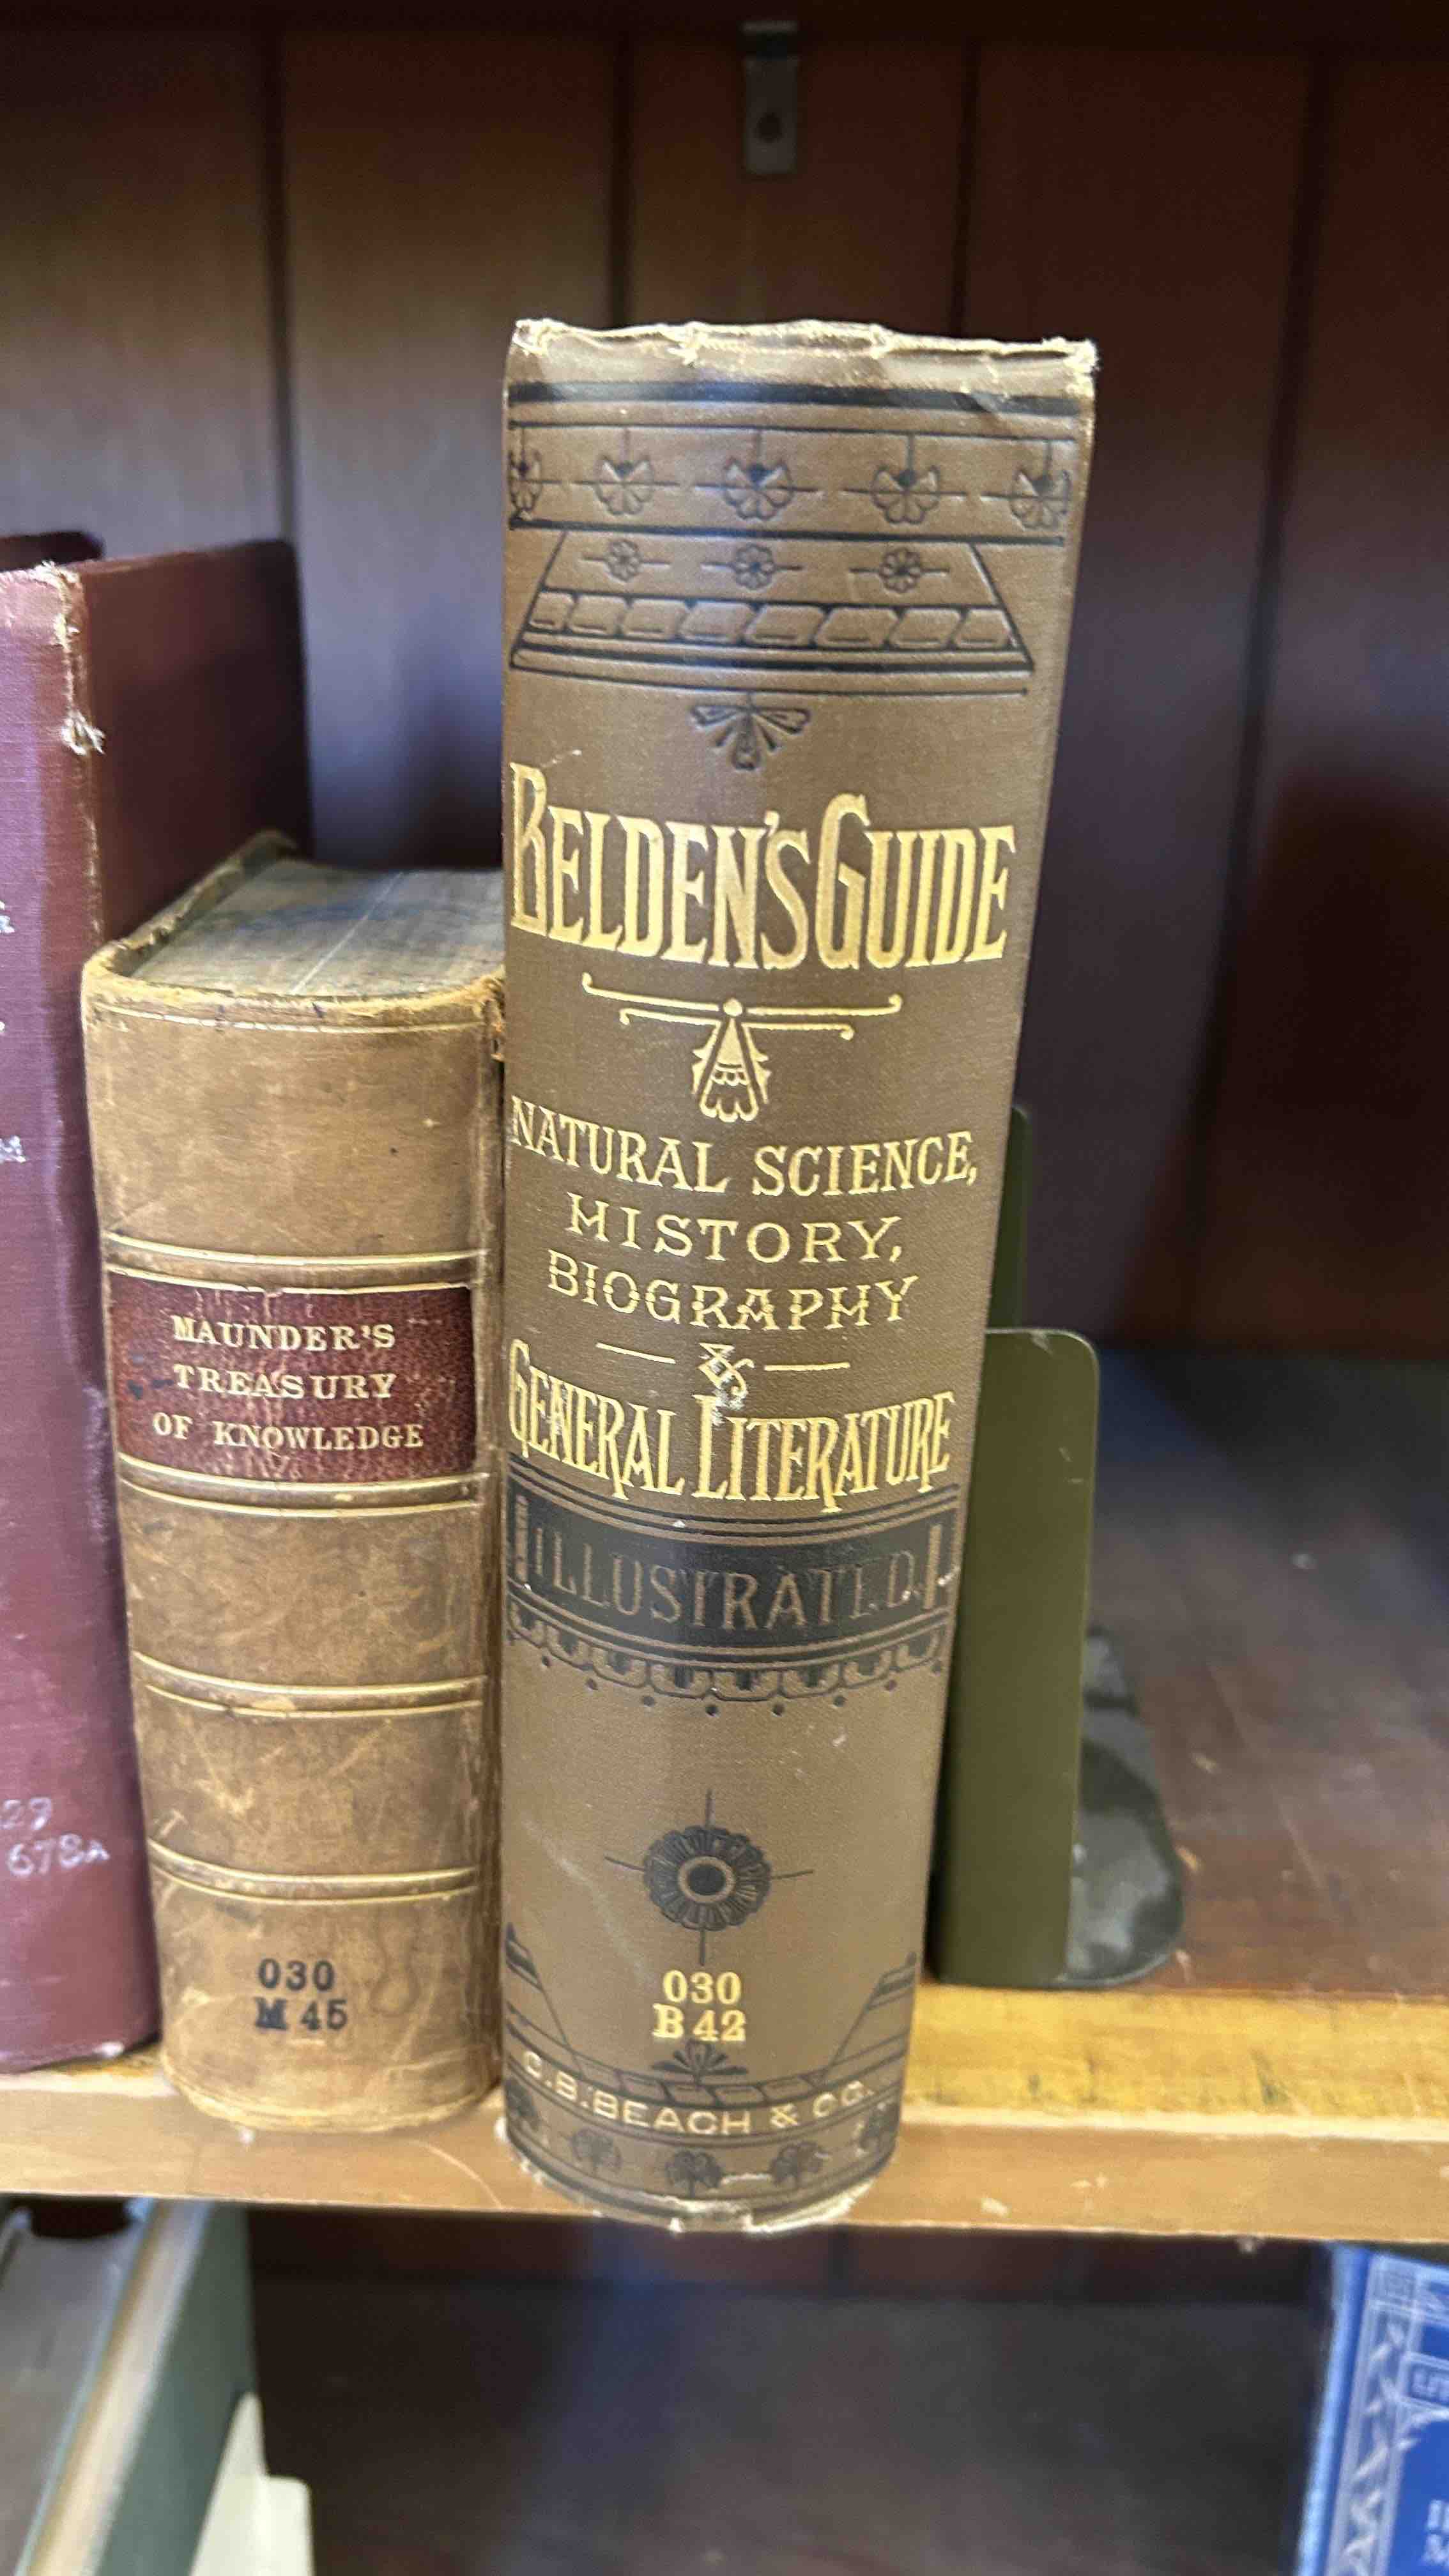 MAUNDER'S
TREASURY
OF KNOWLEDGE
030
M 45
BELDEN'S GUIDE
NATURAL SCIENCE,
HISTORY,
BIOGRAPHY
&
GENERAL LITERATURE
ILLUSTRATED.
030
B 42
C.B. BEACH & CO.
678A